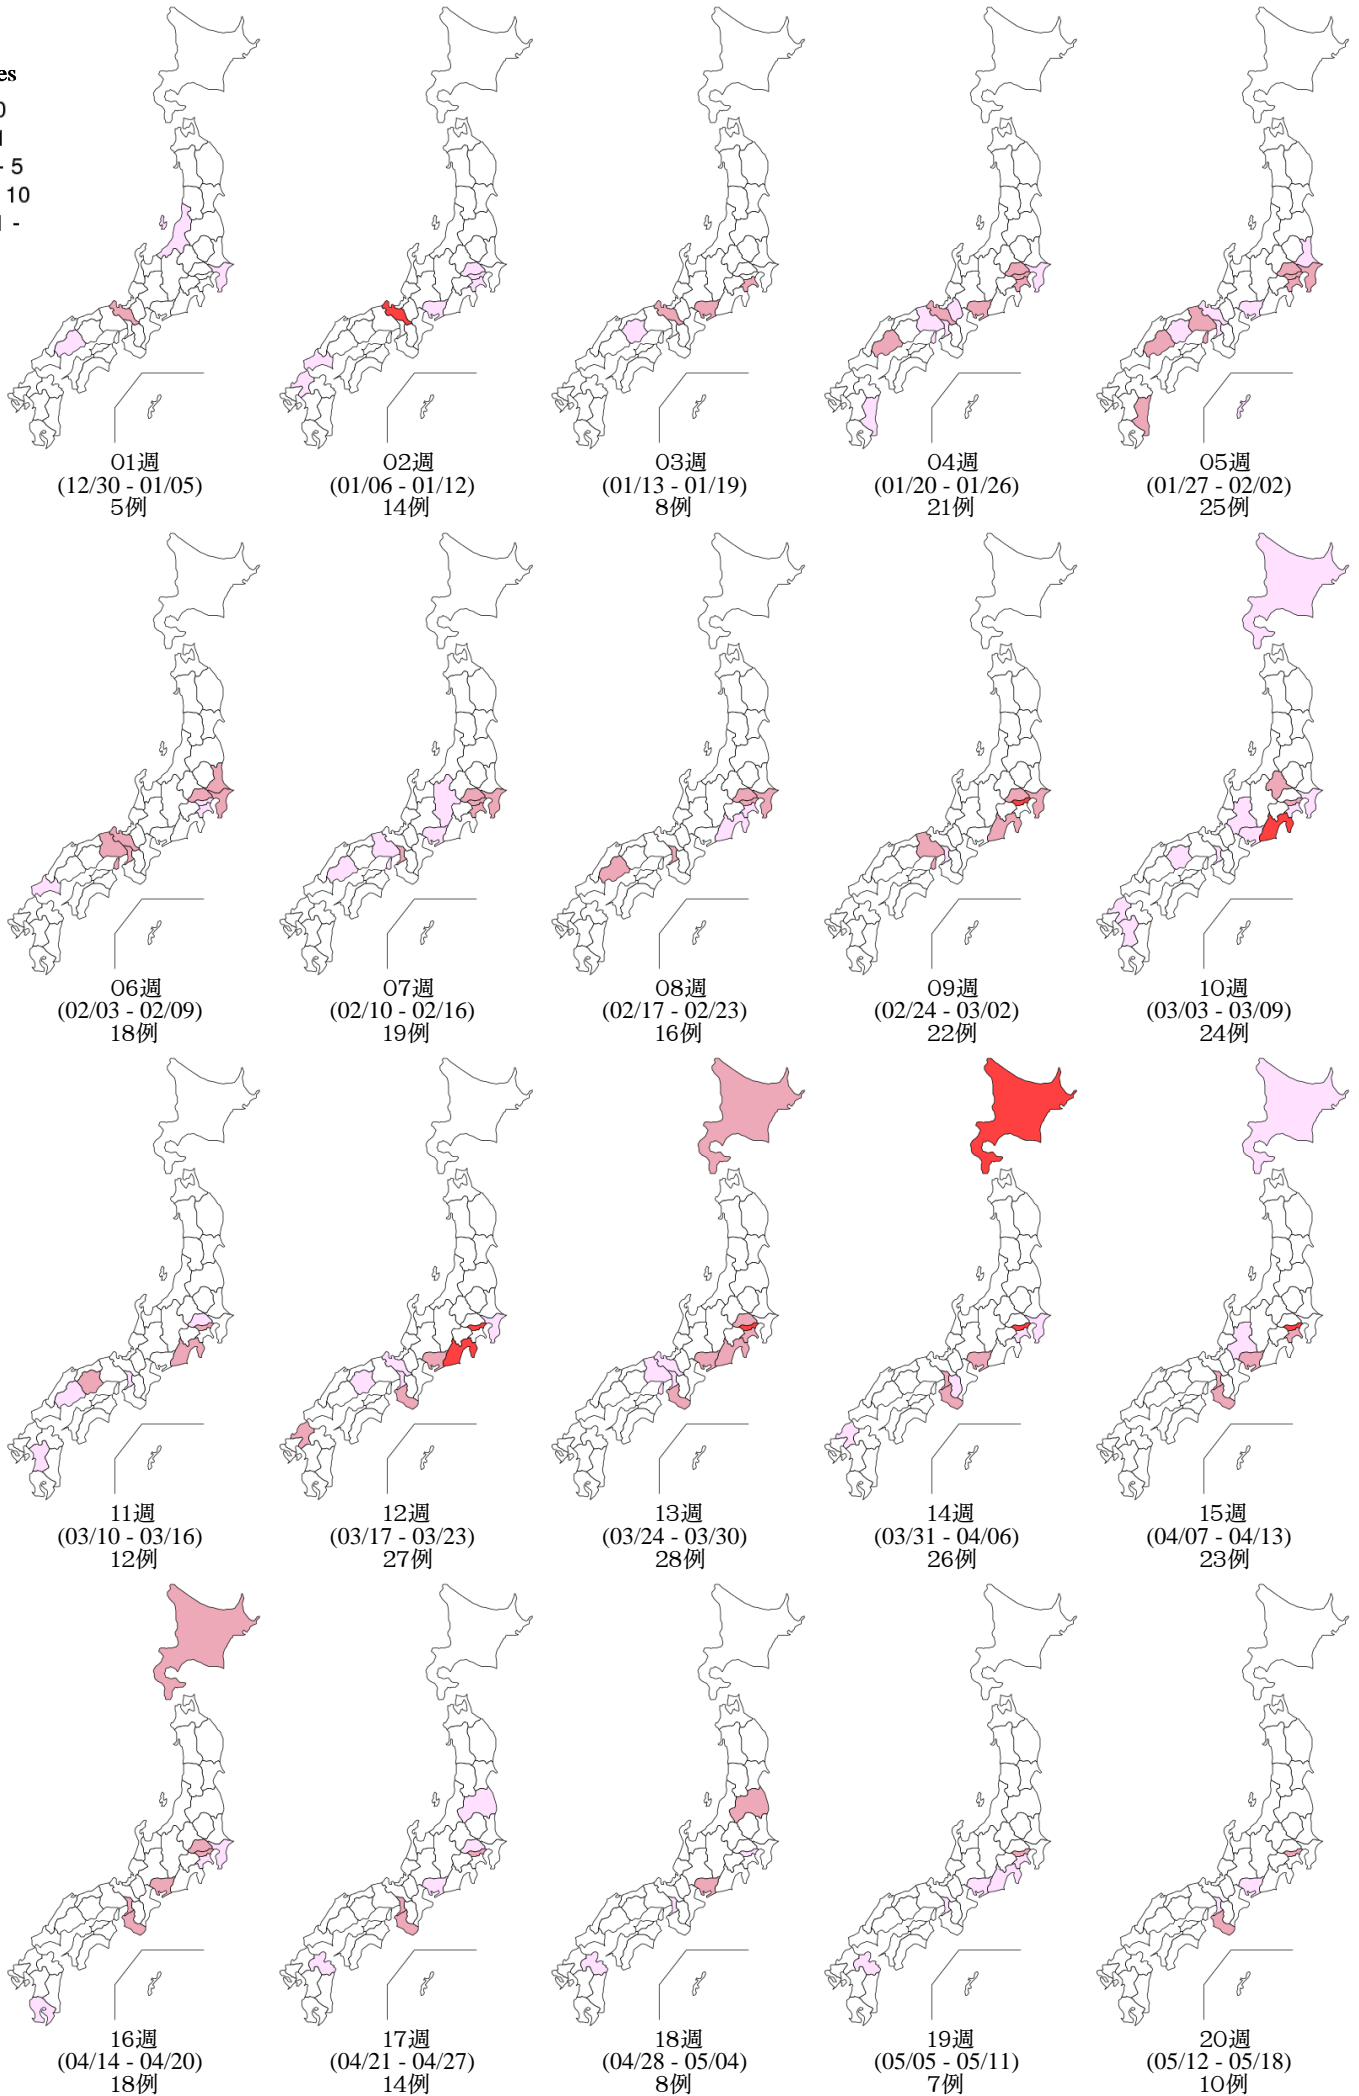 es
0
1
- 5
10
1 -
01週
(12/30 - 01/05)
5例
02週
(01/06 - 01/12)
14例
03週
(01/13 - 01/19)
8例
04週
(01/20 - 01/26)
21例
05週
(01/27 - 02/02)
25例
06週
(02/03 - 02/09)
18例
07週
(02/10 - 02/16)
19例
08週
(02/17 - 02/23)
16例
09週
(02/24 - 03/02)
22例
10週
(03/03 - 03/09)
24例
11週
(03/10 - 03/16)
12例
12週
(03/17 - 03/23)
27例
13週
(03/24 - 03/30)
28例
14週
(03/31 - 04/06)
26例
15週
(04/07 - 04/13)
23例
16週
(04/14 - 04/20)
18例
17週
(04/21 - 04/27)
14例
18週
(04/28 - 05/04)
8例
19週
(05/05 - 05/11)
7例
20週
(05/12 - 05/18)
10例